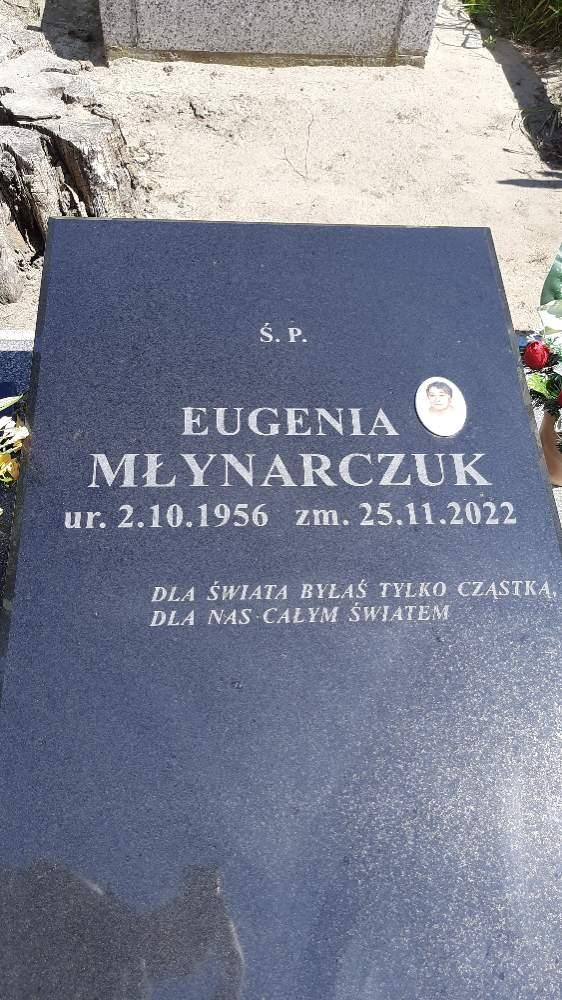 Ś. P.
EUGENIA
MŁYNARCZUK
ur. 2.10.1956 zm. 25.11.2022
DLA ŚWIATA BYŁAŚ TYLKO CZĄSTKĄ,
DLA NAS CAŁYM ŚWIATEM